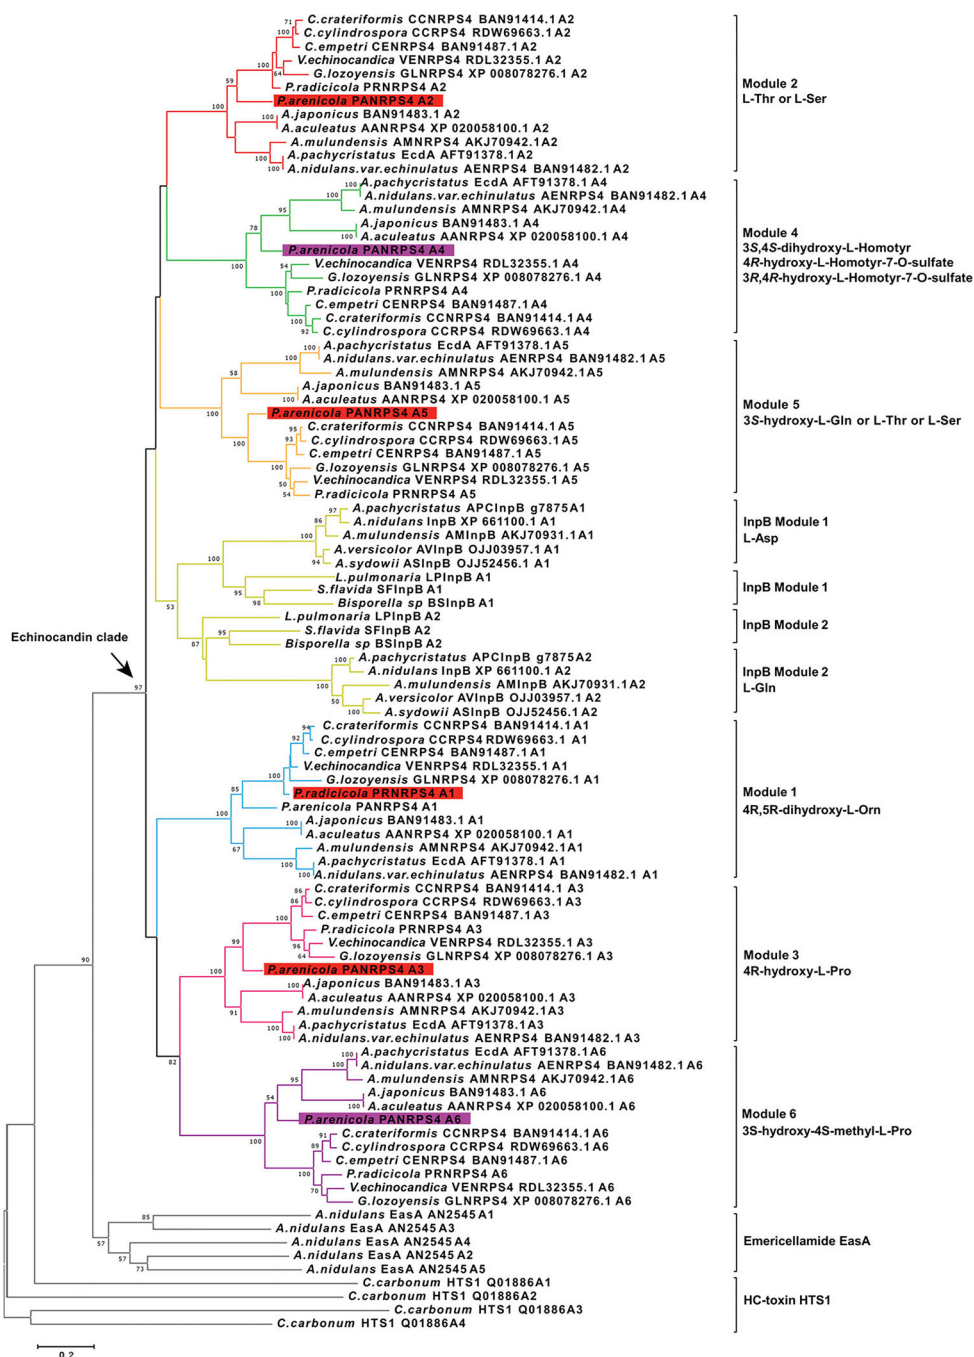 C.crateriformis CCNRPS4 BAN91414.1 A2
C.cylindrospora CCRPS4 RDW69663.1 A2
C.empetri CENRPS4 BAN91487.1 A2
V.echinocandica VENRPS4 RDL32355.1 A2
G.lozoyensis GLNRPS4 XP 008078276.1 A2
P.radicicola PRNRPS4 A2
P.arenicola PANRPS4 A2
A.japonicus BAN91483.1 A2
A.aculeatus AANRPS4 XP 020058100.1 A2
A.mulundensis AMNRPS4 AKJ70942.1 A2
A.pachycristatus EcdA AFT91378.1 A2
A.nidulans.var.echinulatus AENRPS4 BAN91482.1 A2
Module 2
L-Thr or L-Ser
A.pachycristatus EcdA AFT91378.1 A4
A.nidulans.var.echinulatus AENRPS4 BAN91482.1 A4
A.mulundensis AMNRPS4 AKJ70942.1 A4
A.japonicus BAN91483.1 A4
A.aculeatus AANRPS4 XP 020058100.1 A4
P.arenicola PANRPS4 A4
V.echinocandica VENRPS4 RDL32355.1 A4
G.lozoyensis GLNRPS4 XP 008078276.1 A4
P.radicicola PRNRPS4 A4
C.empetri CENRPS4 BAN91487.1 A4
C.crateriformis CCNRPS4 BAN91414.1 A4
C.cylindrospora CCRPS4 RDW69663.1 A4
Module 4
3S,4S-dihydroxy-L-Homotyr
4R-hydroxy-L-Homotyr-7-O-sulfate
3R,4R-hydroxy-L-Homotyr-7-O-sulfate
A.pachycristatus EcdA AFT91378.1 A5
A.nidulans.var.echinulatus AENRPS4 BAN91482.1 A5
A.mulundensis AMNRPS4 AKJ70942.1 A5
A.japonicus BAN91483.1 A5
A.aculeatus AANRPS4 XP 020058100.1 A5
P.arenicola PANRPS4 A5
C.crateriformis CCNRPS4 BAN91414.1 A5
C.cylindrospora CCRPS4 RDW69663.1 A5
C.empetri CENRPS4 BAN91487.1 A5
G.lozoyensis GLNRPS4 XP 008078276.1 A5
V.echinocandica VENRPS4 RDL32355.1 A5
P.radicicola PRNRPS4 A5
Module 5
3S-hydroxy-L-Gln or L-Thr or L-Ser
A.pachycristatus APCInpB g7875A1
A.nidulans InpB XP 661100.1 A1
A.mulundensis AMInpB AKJ70931.1 A1
A.versicolor AVInpB OJJ03957.1 A1
A.sydowii ASInpB OJJ52456.1 A1
InpB Module 1
L-Asp
L.pulmonaria LPInpB A1
S.flavida SFInpB A1
Bisporella sp BSInpB A1
InpB Module 1
L.pulmonaria LPInpB A2
S.flavida SFInpB A2
Bisporella sp BSInpB A2
InpB Module 2
Echinocandin clade
A.pachycristatus APCInpB g7875A2
A.nidulans InpB XP 661100.1 A2
A.mulundensis AMInpB AKJ70931.1 A2
A.versicolor AVInpB OJJ03957.1 A2
A.sydowii ASInpB OJJ52456.1 A2
InpB Module 2
L-Gln
C.crateriformis CCNRPS4 BAN91414.1 A1
C.cylindrospora CCRPS4 RDW69663.1 A1
C.empetri CENRPS4 BAN91487.1 A1
V.echinocandica VENRPS4 RDL32355.1 A1
G.lozoyensis GLNRPS4 XP 008078276.1 A1
P.radicicola PRNRPS4 A1
P.arenicola PANRPS4 A1
A.japonicus BAN91483.1 A1
A.aculeatus AANRPS4 XP 020058100.1 A1
A.mulundensis AMNRPS4 AKJ70942.1 A1
A.pachycristatus EcdA AFT91378.1 A1
A.nidulans.var.echinulatus AENRPS4 BAN91482.1 A1
Module 1
4R,5R-dihydroxy-L-Orn
C.crateriformis CCNRPS4 BAN91414.1 A3
C.cylindrospora CCRPS4 RDW69663.1 A3
C.empetri CENRPS4 BAN91487.1 A3
P.radicicola PRNRPS4 A3
V.echinocandica VENRPS4 RDL32355.1 A3
G.lozoyensis GLNRPS4 XP 008078276.1 A3
P.arenicola PANRPS4 A3
A.japonicus BAN91483.1 A3
A.aculeatus AANRPS4 XP 020058100.1 A3
A.mulundensis AMNRPS4 AKJ70942.1 A3
A.pachycristatus EcdA AFT91378.1 A3
A.nidulans.var.echinulatus AENRPS4 BAN91482.1 A3
Module 3
4R-hydroxy-L-Pro
A.pachycristatus EcdA AFT91378.1 A6
A.nidulans.var.echinulatus AENRPS4 BAN91482.1 A6
A.mulundensis AMNRPS4 AKJ70942.1 A6
A.japonicus BAN91483.1 A6
A.aculeatus AANRPS4 XP 020058100.1 A6
P.arenicola PANRPS4 A6
C.crateriformis CCNRPS4 BAN91414.1 A6
C.cylindrospora CCRPS4 RDW69663.1 A6
C.empetri CENRPS4 BAN91487.1 A6
P.radicicola PRNRPS4 A6
V.echinocandica VENRPS4 RDL32355.1 A6
G.lozoyensis GLNRPS4 XP 008078276.1 A6
Module 6
3S-hydroxy-4S-methyl-L-Pro
A.nidulans EasA AN2545 A1
A.nidulans EasA AN2545 A3
A.nidulans EasA AN2545 A4
A.nidulans EasA AN2545 A2
A.nidulans EasA AN2545 A5
Emericellamide EasA
C.carbonum HTS1 Q01886A1
C.carbonum HTS1 Q01886A2
C.carbonum HTS1 Q01886A3
C.carbonum HTS1 Q01886A4
HC-toxin HTS1
0.2